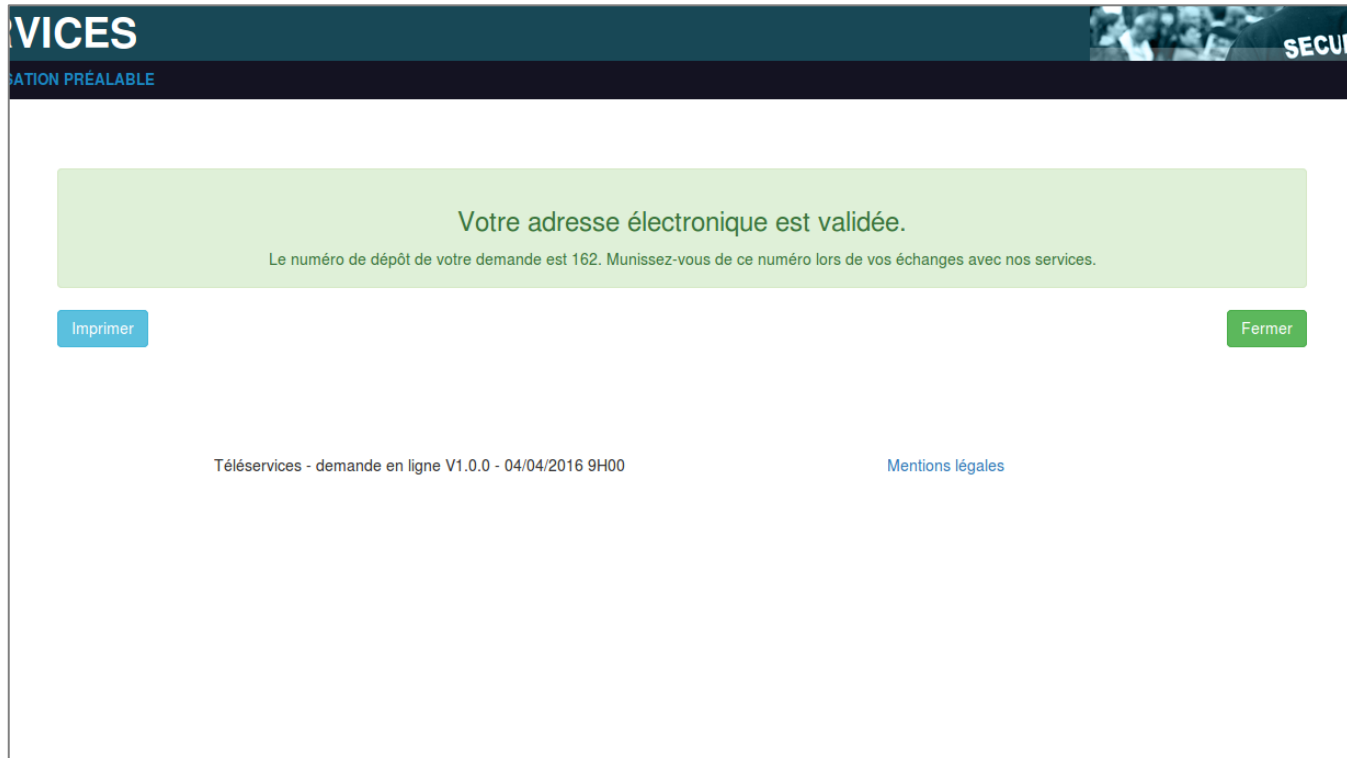 RVICES
SECUR
SATION PRÉALABLE
Votre adresse électronique est validée.
Le numéro de dépôt de votre demande est 162. Munissez-vous de ce numéro lors de vos échanges avec nos services.
Imprimer
Fermer
Téléservices - demande en ligne V1.0.0 - 04/04/2016 9H00
Mentions légales